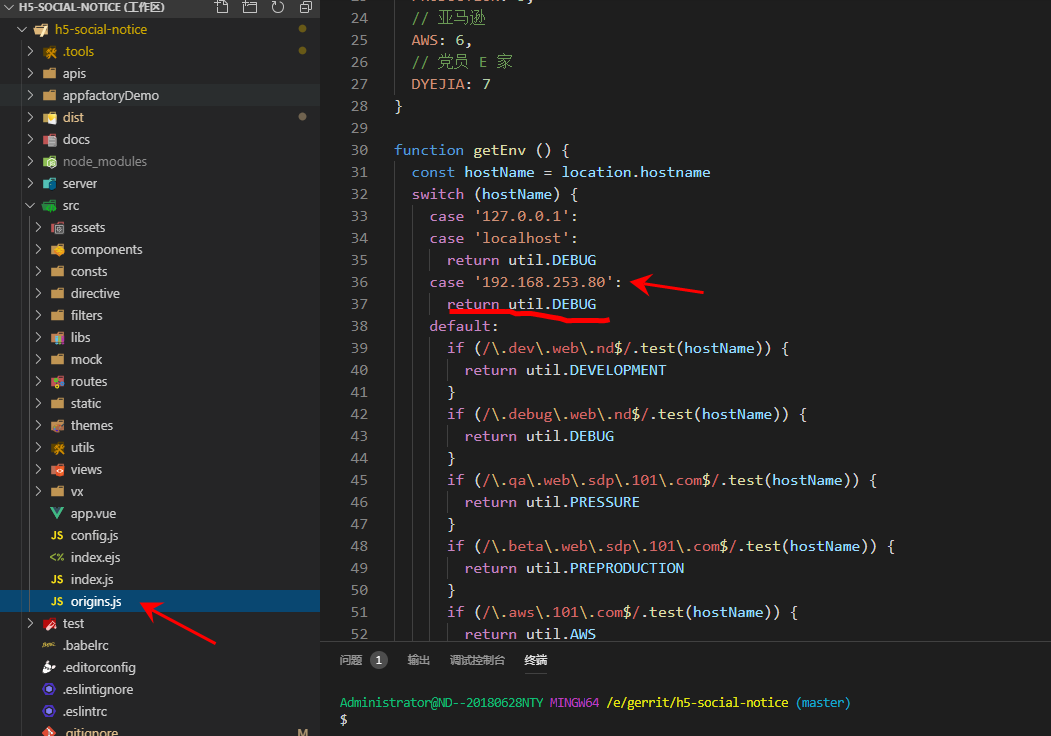 H5-SOCIAL-NOTICE (工作区)
h5-social-notice
.tools
apis
appfactoryDemo
dist
docs
node_modules
server
src
assets
components
consts
directive
filters
libs
mock
routes
static
themes
utils
views
vx
app.vue
JS config.js
<%> index.ejs
JS index.js
JS origins.js
test
.babelrc
.editorconfig
.eslintignore
.eslintrc
.gitignore M
24 // 亚马逊
25 AWS: 6,
26 // 党员 E 家
27 DYEJIA: 7
28 }
29
30 function getEnv () {
31 const hostName = location.hostname
32 switch (hostName) {
33 case '127.0.0.1':
34 case 'localhost':
35 return util.DEBUG
36 case '192.168.253.80':
37 return util.DEBUG
38 default:
39 if (/\.dev\.web\.nd$/.test(hostName)) {
40 return util.DEVELOPMENT
41 }
42 if (/\.debug\.web\.nd$/.test(hostName)) {
43 return util.DEBUG
44 }
45 if (/\.qa\.web\.sdp\.101\.com$/.test(hostName)) {
46 return util.PRESSURE
47 }
48 if (/\.beta\.web\.sdp\.101\.com$/.test(hostName)) {
49 return util.PREPRODUCTION
50 }
51 if (/\.aws\.101\.com$/.test(hostName)) {
52 return util.AWS
问题 1 输出 调试控制台 终端
Administrator@ND--20180628NTY MINGW64 /e/gerrit/h5-social-notice (master)
$